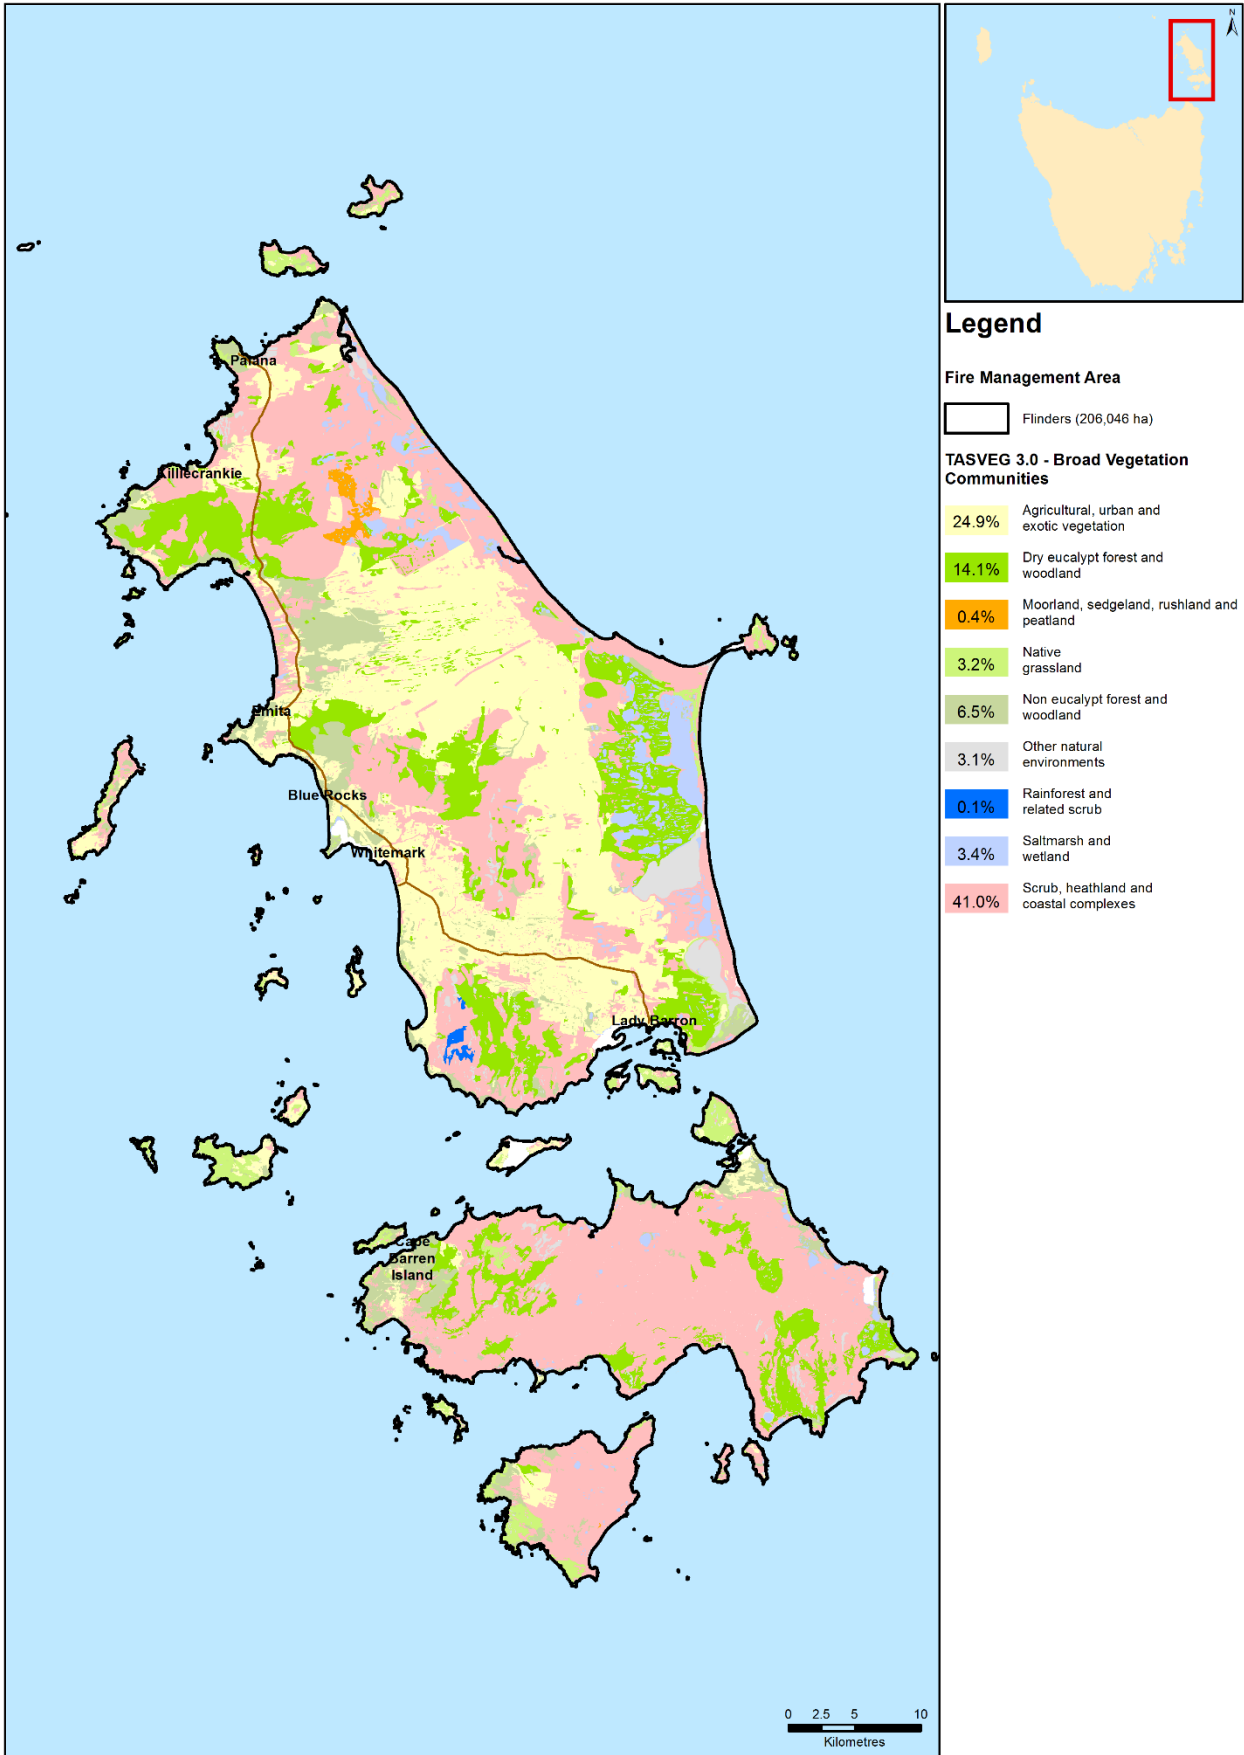 N
Legend
Fire Management Area
Flinders (206,046 ha)
TASVEG 3.0 - Broad Vegetation
Communities
24.9%
Agricultural, urban and
exotic vegetation
14.1%
Dry eucalypt forest and
woodland
0.4%
Moorland, sedgeland, rushland and
peatland
3.2%
Native
grassland
6.5%
Non eucalypt forest and
woodland
3.1%
Other natural
environments
0.1%
Rainforest and
related scrub
3.4%
Saltmarsh and
wetland
41.0%
Scrub, heathland and
coastal complexes
Palana
Killiecrankie
Emita
Blue Rocks
Whitemark
Lady Barron
Cape
Barren
Island
0 2.5 5 10
Kilometres